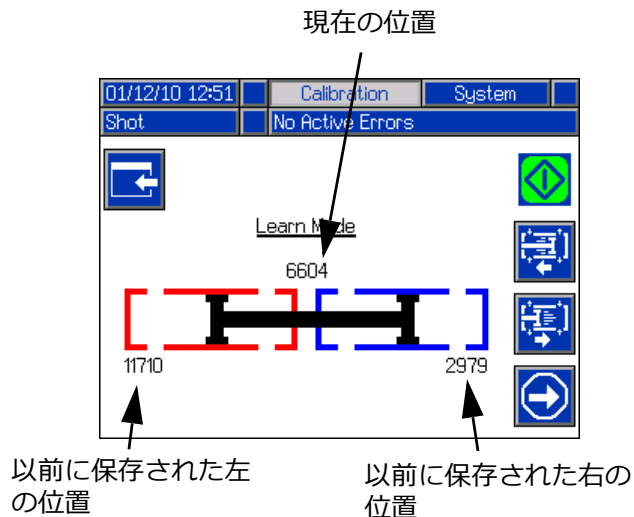 現在の位置
01/12/10 12:51 Calibration System
Shot No Active Errors
Learn Mode
6604
11710 2979
以前に保存された左
の位置
以前に保存された右の
位置